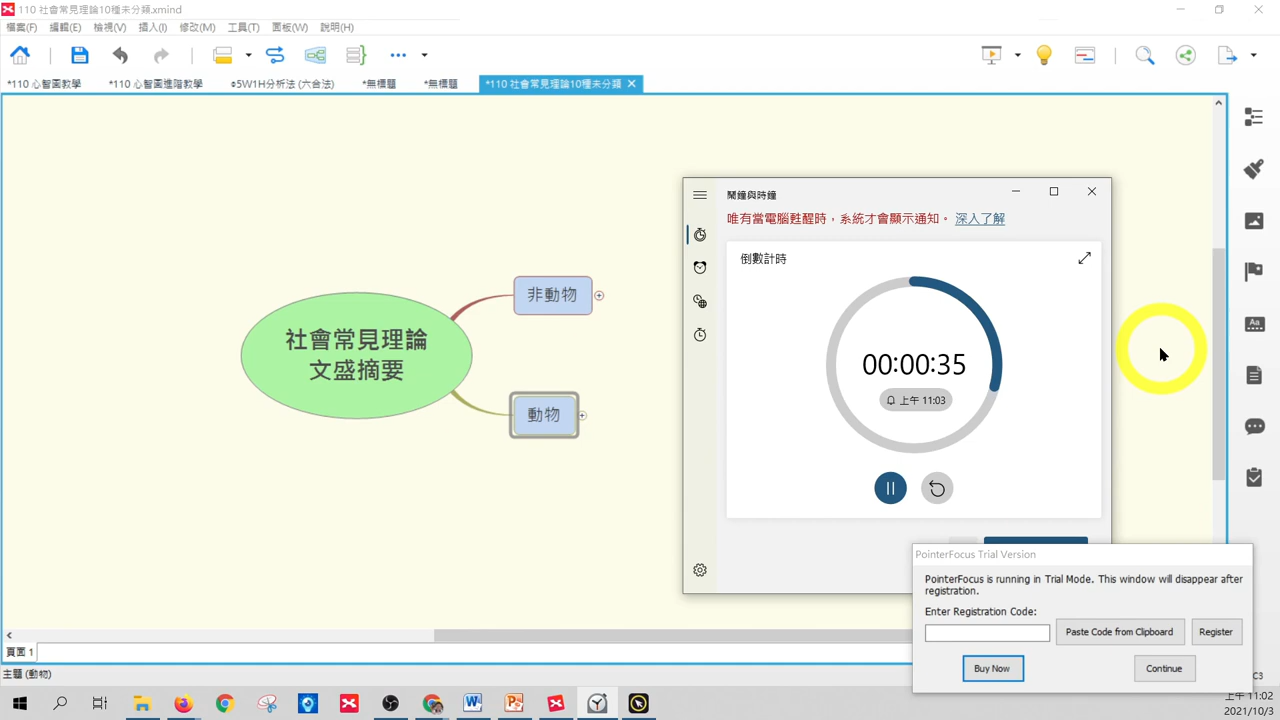 110 社會常見理論10種未分類.xmind
檔案(F) 編輯(E) 檢視(V) 插入(I) 修改(M) 工具(T) 面板(W) 說明(H)
*110 心智圖教學 *110 心智圖進階教學 5W1H分析法 (六合法) *無標題 *無標題 *110 社會常見理論10種未分類
社會常見理論
文盛摘要
非動物
動物
鬧鐘與時鐘
唯有當電腦甦醒時，系統才會顯示通知。 深入了解
倒數計時
00:00:35
上午 11:03
PointerFocus Trial Version
PointerFocus is running in Trial Mode. This window will disappear after
registration.
Enter Registration Code:
Paste Code from Clipboard Register
Buy Now Continue
頁面 1
主題 (動物)
C3
上午 11:02
2021/10/3